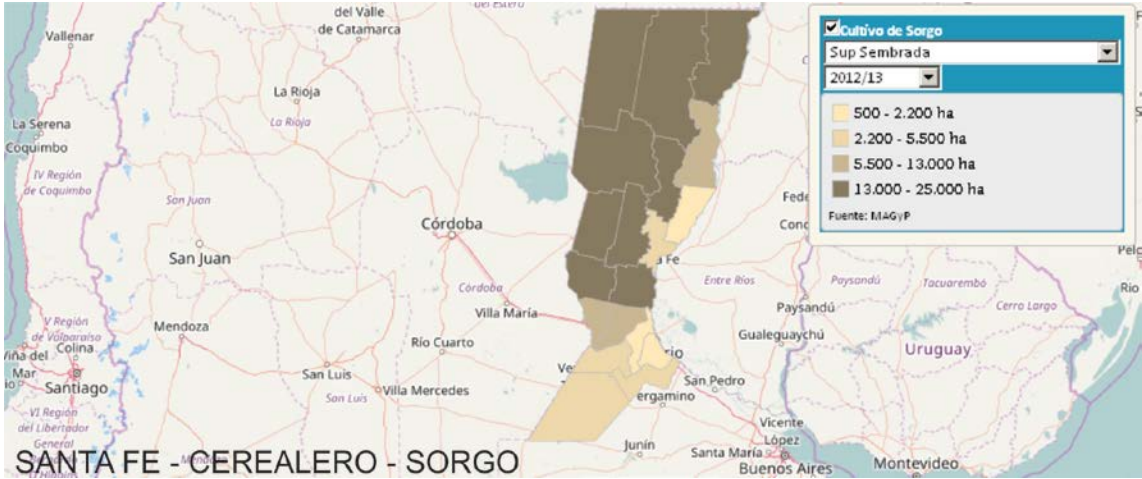 del Valle
de Catamarca
Vallenar
La Rioja
La Rioja
La Serena
Coquimbo
IV Región
de Coquimbo
San Juan
San Juan
Córdoba
Córdoba
Villa María
Mendoza
Río Cuarto
V Región
de Valparaíso
Viña del
Mar
Colina
Santiago
San Luis
San Luis
Villa Mercedes
VI Región
del Libertador
General
Entre Ríos
Paysandú
Paysandú
Tacuarembó
Cerro Largo
Gualeguaychú
Uruguay
San Pedro
ergamino
Junín
Vicente
López
Santa María
Buenos Aires
Montevideo
Rio
Cultivo de Sorgo
Sup Sembrada
2012/13
500 - 2.200 ha
2.200 - 5.500 ha
5.500 - 13.000 ha
13.000 - 25.000 ha
Fuente: MAGyP
SANTA FE - CEREALERO - SORGO